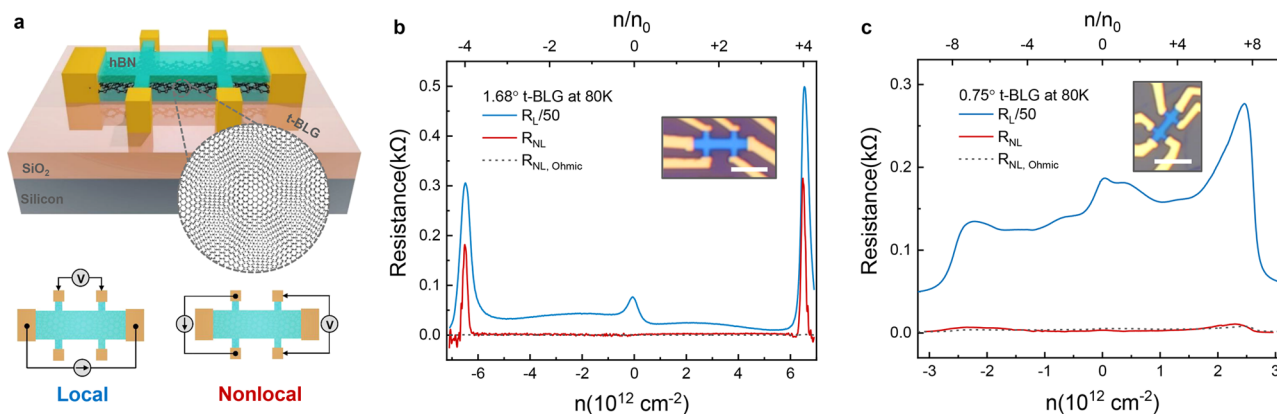 a
hBN
t-BLG
SiO₂
Silicon
V
V
Local
Nonlocal
b
n/n₀
-4 0 +4
0.5
0.4
0.3
0.2
0.1
0.0
Resistance(kΩ)
1.68° t-BLG at 80K
R_L/50
R_NL
R_NL, Ohmic
-6 -4 -2 0 2 4 6
n(10¹² cm⁻²)
c
n/n₀
-8 -4 0 +4 +8
0.3
0.2
0.1
0.0
Resistance(kΩ)
0.75° t-BLG at 80K
R_L/50
R_NL
R_NL, Ohmic
-3 -2 -1 0 1 2 3
n(10¹² cm⁻²)